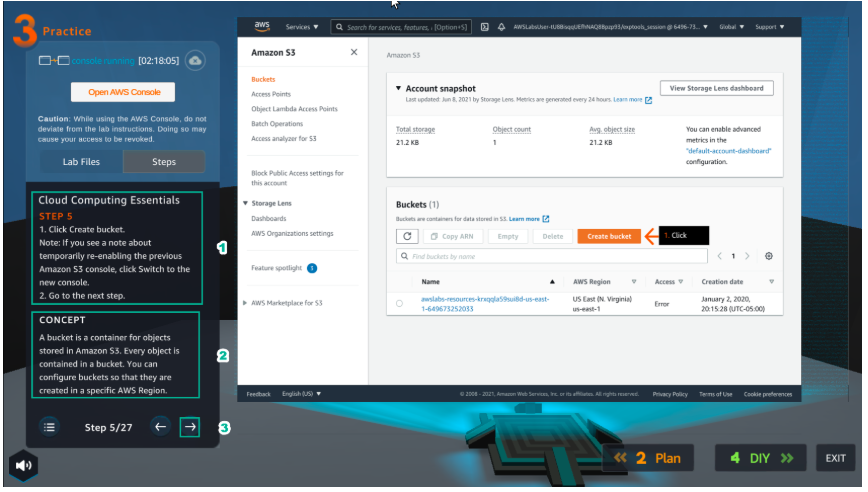 3 Practice
console running [02:18:05]
Open AWS Console
Caution: While using the AWS Console, do not
deviate from the lab instructions. Doing so may
cause your access to be revoked.
Lab Files Steps
Cloud Computing Essentials
STEP 5
1. Click Create bucket.
Note: If you see a note about
temporarily re-enabling the previous
Amazon S3 console, click Switch to the
new console.
2. Go to the next step.
1
CONCEPT
A bucket is a container for objects
stored in Amazon S3. Every object is
contained in a bucket. You can
configure buckets so that they are
created in a specific AWS Region.
2
Step 5/27
3
aws Services ▼ Search for services, features, [Option+S] Global ▼ Support ▼
Amazon S3 X
Buckets
Access Points
Object Lambda Access Points
Batch Operations
Access analyzer for S3
Block Public Access settings for
this account
▼ Storage Lens
Dashboards
AWS Organizations settings
Feature spotlight 1
▶ AWS Marketplace for S3
Amazon S3
▼ Account snapshot
Last updated: Jun 8, 2021 by Storage Lens. Metrics are generated every 24 hours. Learn more
View Storage Lens dashboard
Total storage
21.2 KB
Object count
1
Avg. object size
21.2 KB
You can enable advanced
metrics in the
"default-account-dashboard"
configuration.
Buckets (1)
Buckets are containers for data stored in S3. Learn more
Copy ARN Empty Delete Create bucket 1. Click
Find buckets by name < 1 >
Name ▲ AWS Region ▽ Access ▽ Creation date ▽
awslabs-resources-krxqqla59sui8d-us-east-
1-649673252033
US East (N. Virginia)
us-east-1
Error
January 2, 2020,
20:15:28 (UTC-05:00)
Feedback English (US) ▼ © 2008 - 2021, Amazon Web Services, Inc. or its affiliates. All rights reserved. Privacy Policy Terms of Use Cookie preferences
2 Plan 4 DIY EXIT